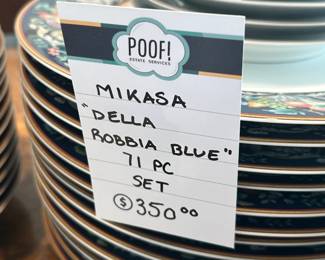 POOF!
ESTATE SERVICES
MIKASA
"DELLA
ROBBIA BLUE"
71 PC
SET
$350.00